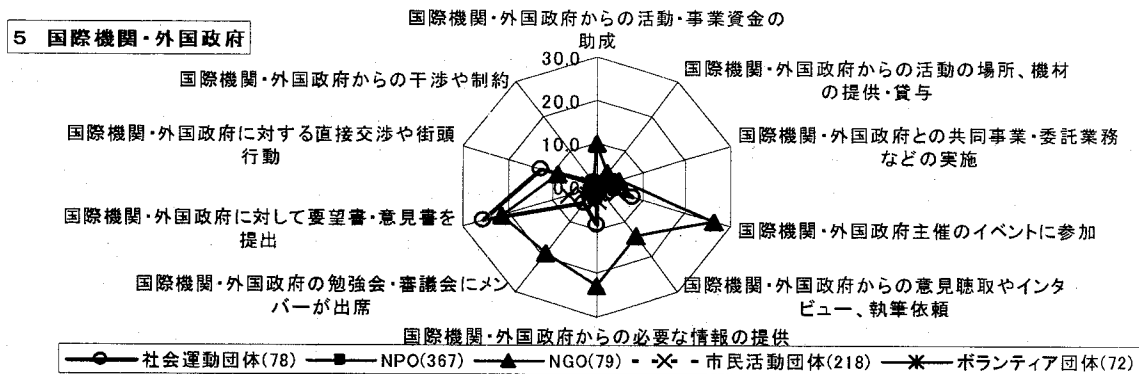 5 国際機関・外国政府
国際機関・外国政府からの活動・事業資金の
助成
30.0
20.0
10.0
0.0
国際機関・外国政府からの活動の場所、機材
の提供・貸与
国際機関・外国政府との共同事業・委託業務
などの実施
国際機関・外国政府主催のイベントに参加
国際機関・外国政府からの意見聴取やインタ
ビュー、執筆依頼
国際機関・外国政府からの必要な情報の提供
国際機関・外国政府の勉強会・審議会にメン
バーが出席
国際機関・外国政府に対して要望書・意見書を
提出
国際機関・外国政府に対する直接交渉や街頭
行動
国際機関・外国政府からの干渉や制約
社会運動団体(78) NPO(367) NGO(79) 市民活動団体(218) ボランティア団体(72)